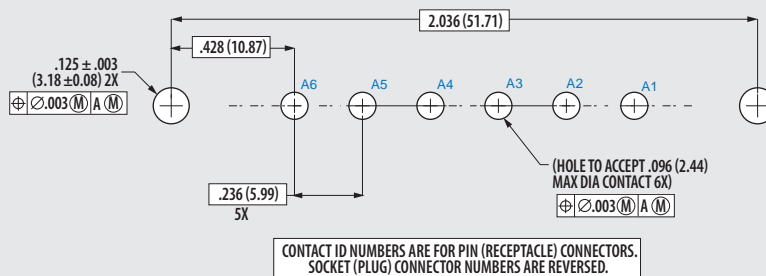 2.036 (51.71)
.428 (10.87)
.125 ± .003
(3.18 ±0.08) 2X
⌖ ∅.003 Ⓜ A Ⓜ
A6 A5 A4 A3 A2 A1
.236 (5.99)
5X
(HOLE TO ACCEPT .096 (2.44)
MAX DIA CONTACT 6X)
⌖ ∅.003 Ⓜ A Ⓜ
CONTACT ID NUMBERS ARE FOR PIN (RECEPTACLE) CONNECTORS.
SOCKET (PLUG) CONNECTOR NUMBERS ARE REVERSED.